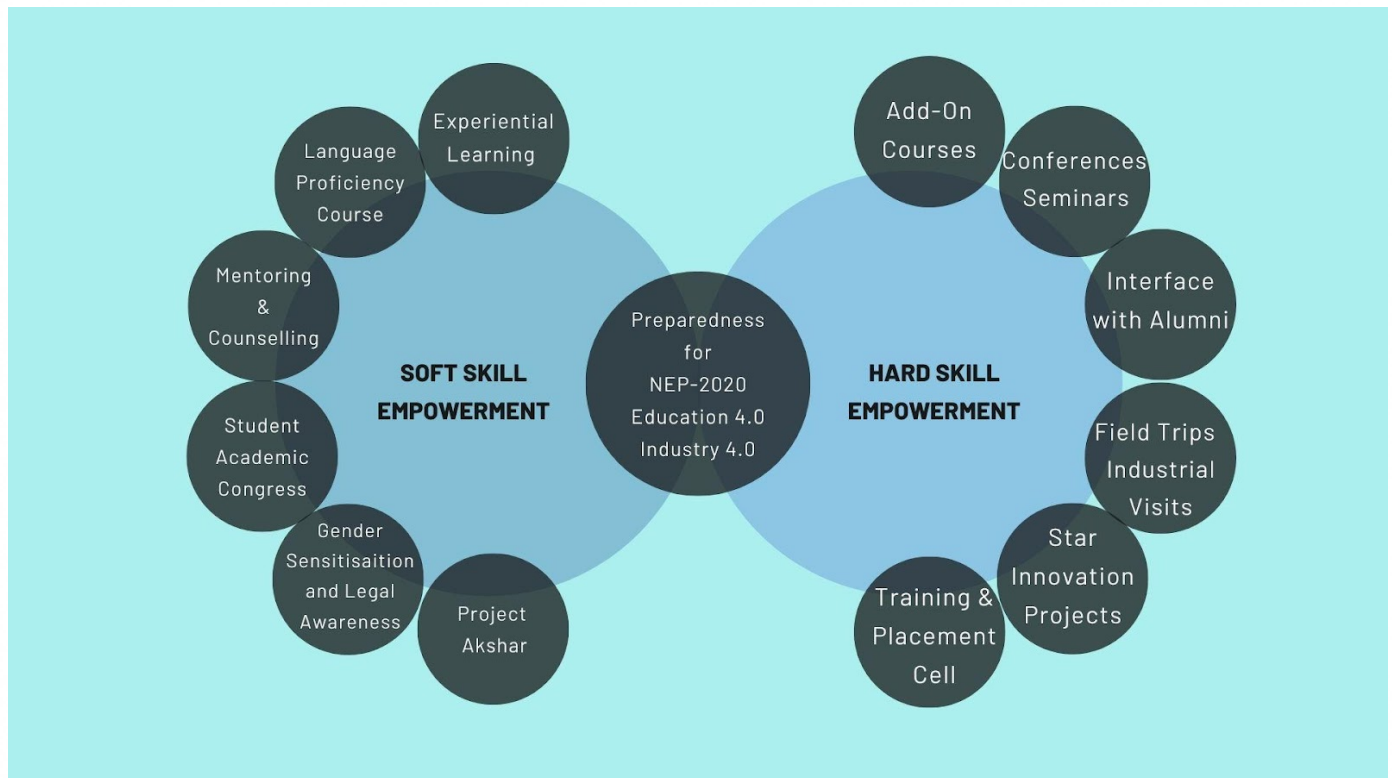 Experiential
Learning
Language
Proficiency
Course
Mentoring
&
Counselling
Student
Academic
Congress
Gender
Sensitisaition
and Legal
Awareness
Project
Akshar
SOFT SKILL
EMPOWERMENT
Preparedness
for
NEP-2020
Education 4.0
Industry 4.0
HARD SKILL
EMPOWERMENT
Add-On
Courses
Conferences
Seminars
Interface
with Alumni
Field Trips
Industrial
Visits
Star
Innovation
Projects
Training &
Placement
Cell